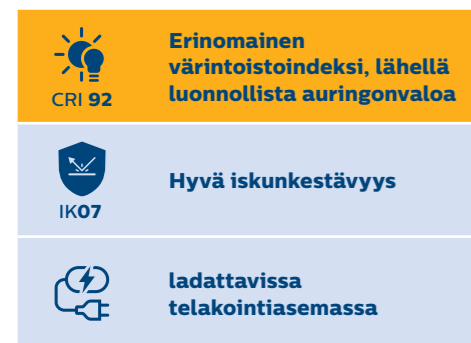 CRI 92
Erinomainen
värintoistoindeksi, lähellä
luonnollista auringonvaloa
IK07
Hyvä iskunkestävyys
ladattavissa
telakointiasemassa